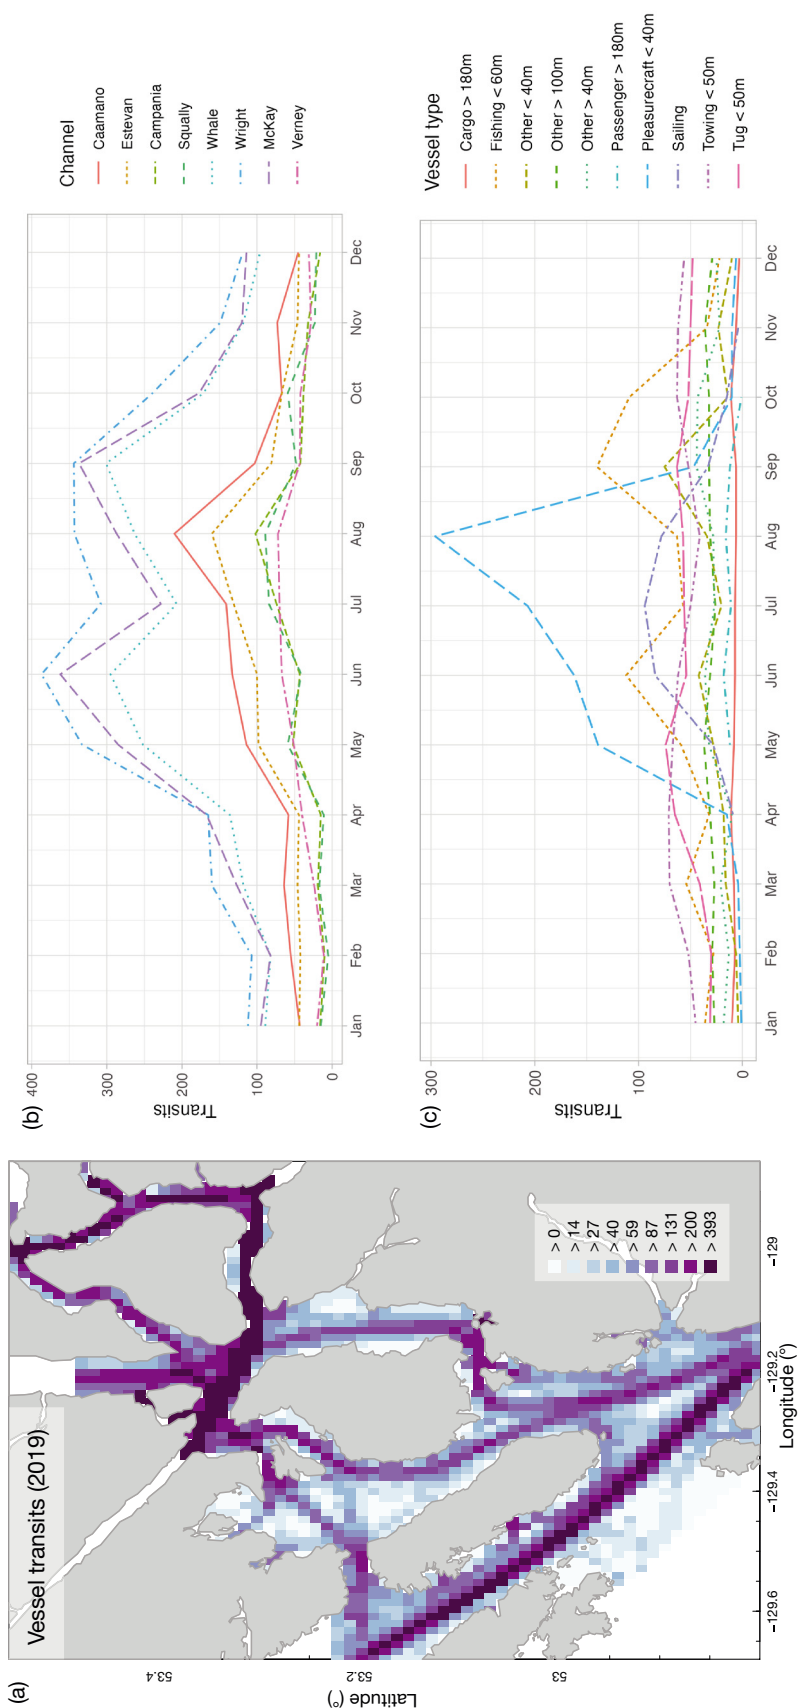 (a)
Vessel transits (2019)
53.4
53.2
53
Latitude (°)
−129.6
−129.4
−129.2
−129
Longitude (°)
> 0
> 14
> 27
> 40
> 59
> 87
> 131
> 200
> 393
(b)
400
300
200
100
0
Transits
Jan Feb Mar Apr May Jun Jul Aug Sep Oct Nov Dec
Channel
Caamano
Estevan
Campania
Squally
Whale
Wright
McKay
Verney
(c)
300
200
100
0
Transits
Jan Feb Mar Apr May Jun Jul Aug Sep Oct Nov Dec
Vessel type
Cargo > 180m
Fishing < 60m
Other < 40m
Other > 100m
Other > 40m
Passenger > 180m
Pleasurecraft < 40m
Sailing
Towing < 50m
Tug < 50m